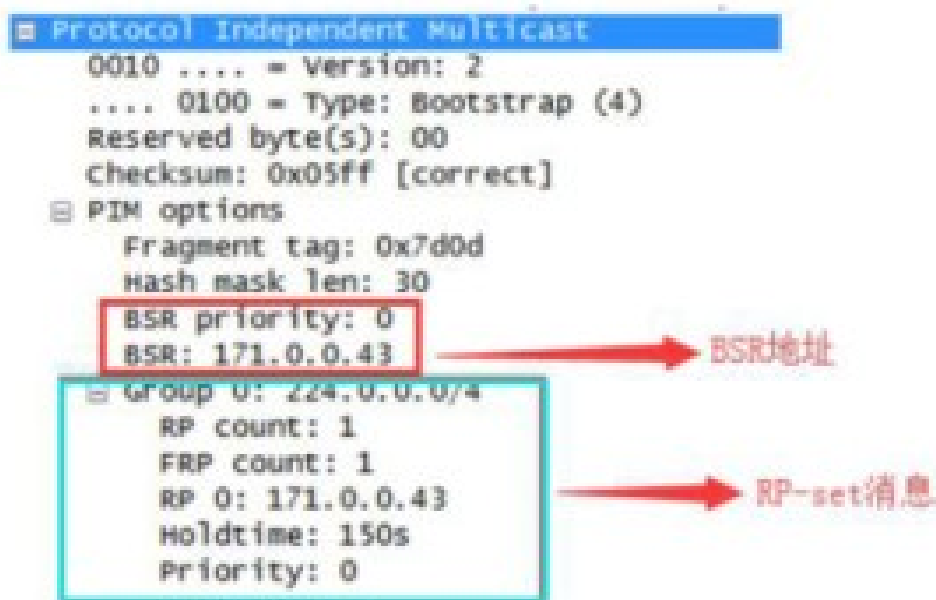 Protocol Independent Multicast
0010 .... = Version: 2
.... 0100 = Type: Bootstrap (4)
Reserved byte(s): 00
Checksum: 0x05ff [correct]
PIM options
Fragment tag: 0x7d0d
Hash mask len: 30
BSR priority: 0
BSR: 171.0.0.43
BSR地址
Group 0: 224.0.0.0/4
RP count: 1
FRP count: 1
RP 0: 171.0.0.43
RP-set消息
Holdtime: 150s
Priority: 0